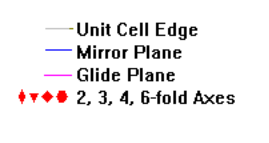 Unit Cell Edge
Mirror Plane
Glide Plane
2, 3, 4, 6-fold Axes